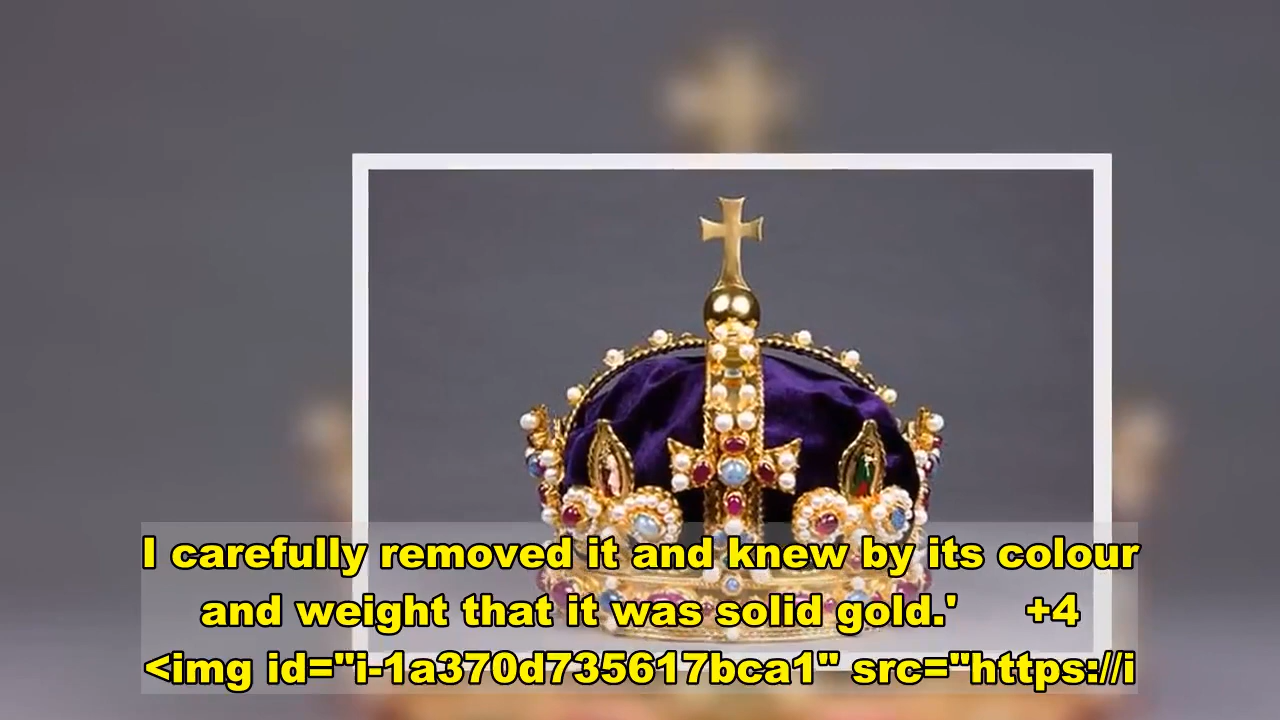 I carefully removed it and knew by its colour
and weight that it was solid gold.' +4
<img id="i-1a370d735617bca1" src="https://i